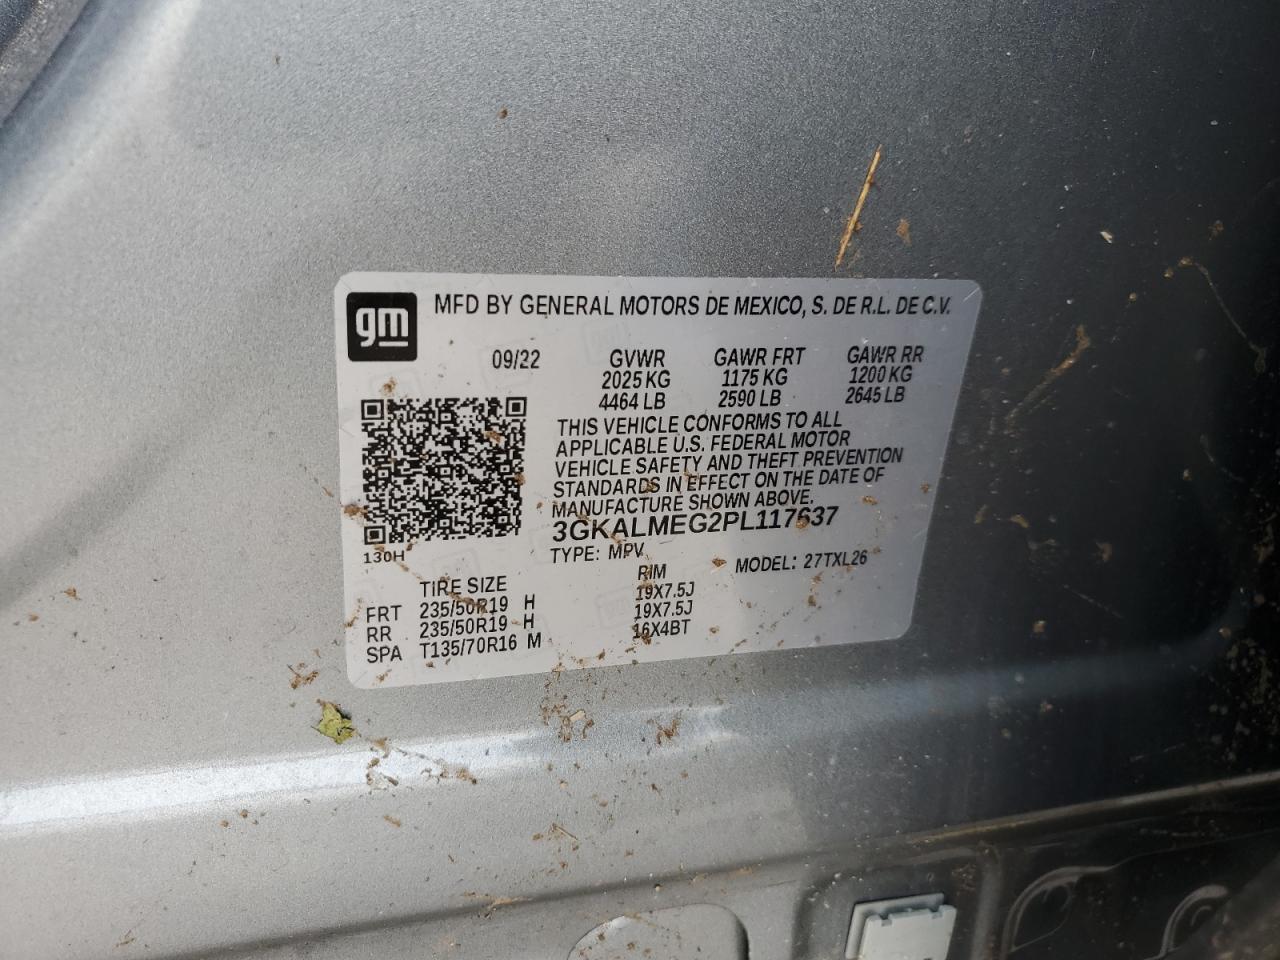 gm
MFD BY GENERAL MOTORS DE MEXICO, S. DE R.L. DE C.V.
09/22 GVWR GAWR FRT GAWR RR
2025 KG 1175 KG 1200 KG
4464 LB 2590 LB 2645 LB
THIS VEHICLE CONFORMS TO ALL
APPLICABLE U.S. FEDERAL MOTOR
VEHICLE SAFETY AND THEFT PREVENTION
STANDARDS IN EFFECT ON THE DATE OF
MANUFACTURE SHOWN ABOVE.
3GKALMEG2PL117637
130H
TYPE: MPV MODEL: 27TXL26
TIRE SIZE RIM
FRT 235/50R19 H 19X7.5J
RR 235/50R19 H 19X7.5J
SPA T135/70R16 M 16X4BT